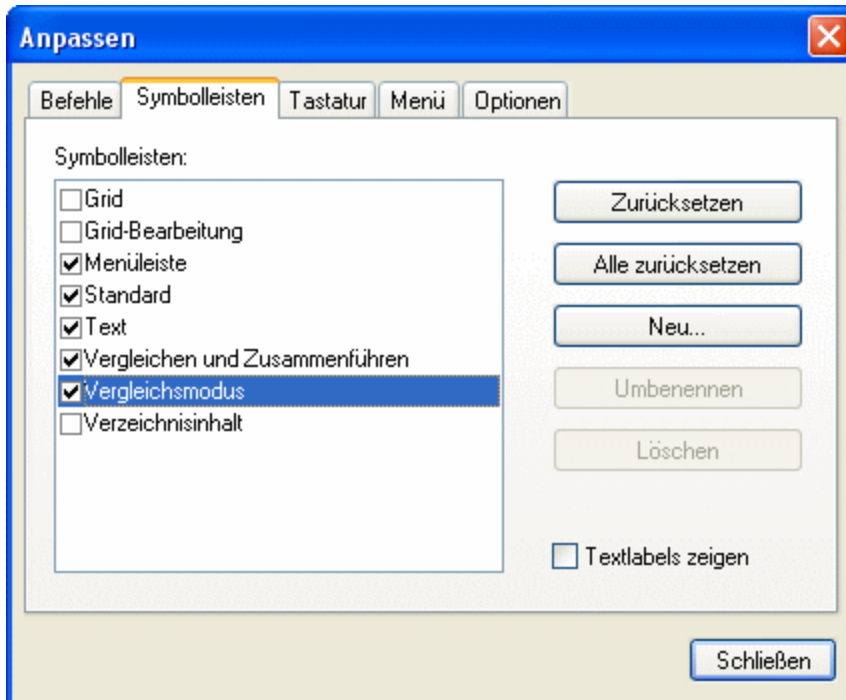 Anpassen
Befehle Symbolleisten Tastatur Menü Optionen
Symbolleisten:
Grid
Grid-Bearbeitung
Menüleiste
Standard
Text
Vergleichen und Zusammenführen
Vergleichsmodus
Verzeichnisinhalt
Zurücksetzen
Alle zurücksetzen
Neu...
Umbenennen
Löschen
Textlabels zeigen
Schließen